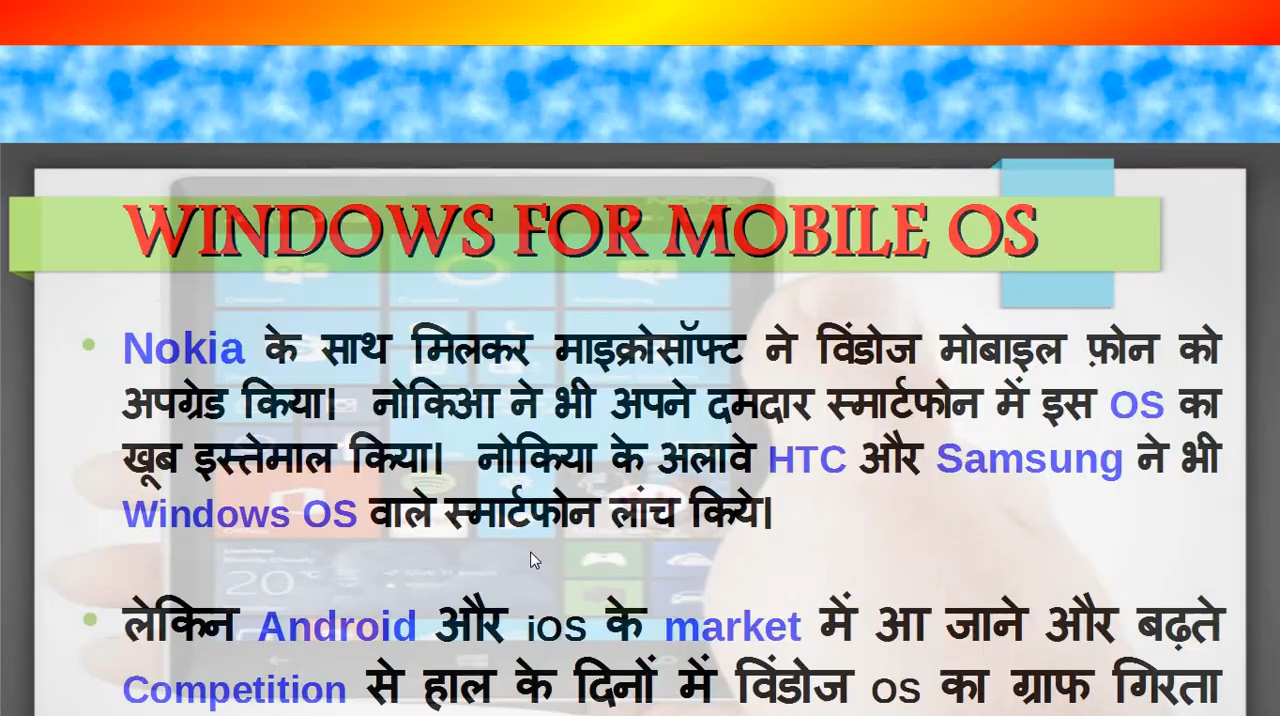 WINDOWS FOR MOBILE OS
Nokia के साथ मिलकर माइक्रोसॉफ्ट ने विंडोज मोबाइल फ़ोन को
अपग्रेड किया। नोकिआ ने भी अपने दमदार स्मार्टफोन में इस OS का
खूब इस्तेमाल किया। नोकिया के अलावे HTC और Samsung ने भी
Windows OS वाले स्मार्टफोन लांच किये।
लेकिन Android और iOS के market में आ जाने और बढ़ते
Competition से हाल के दिनों में विंडोज OS का ग्राफ गिरता